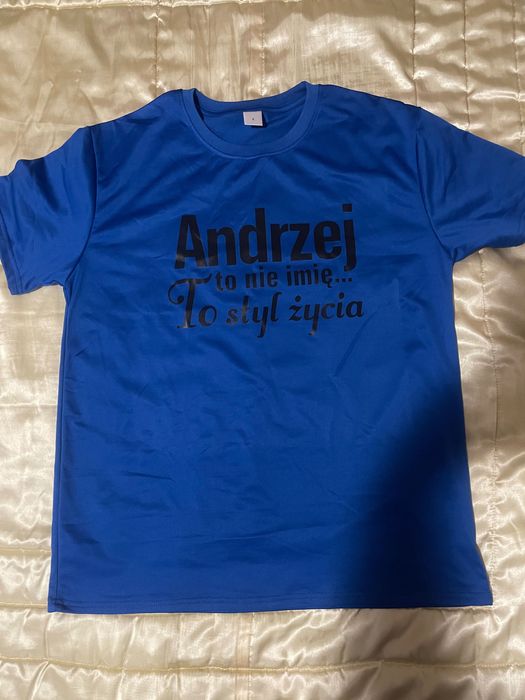 Andrzej
to nie imię...
To styl życia